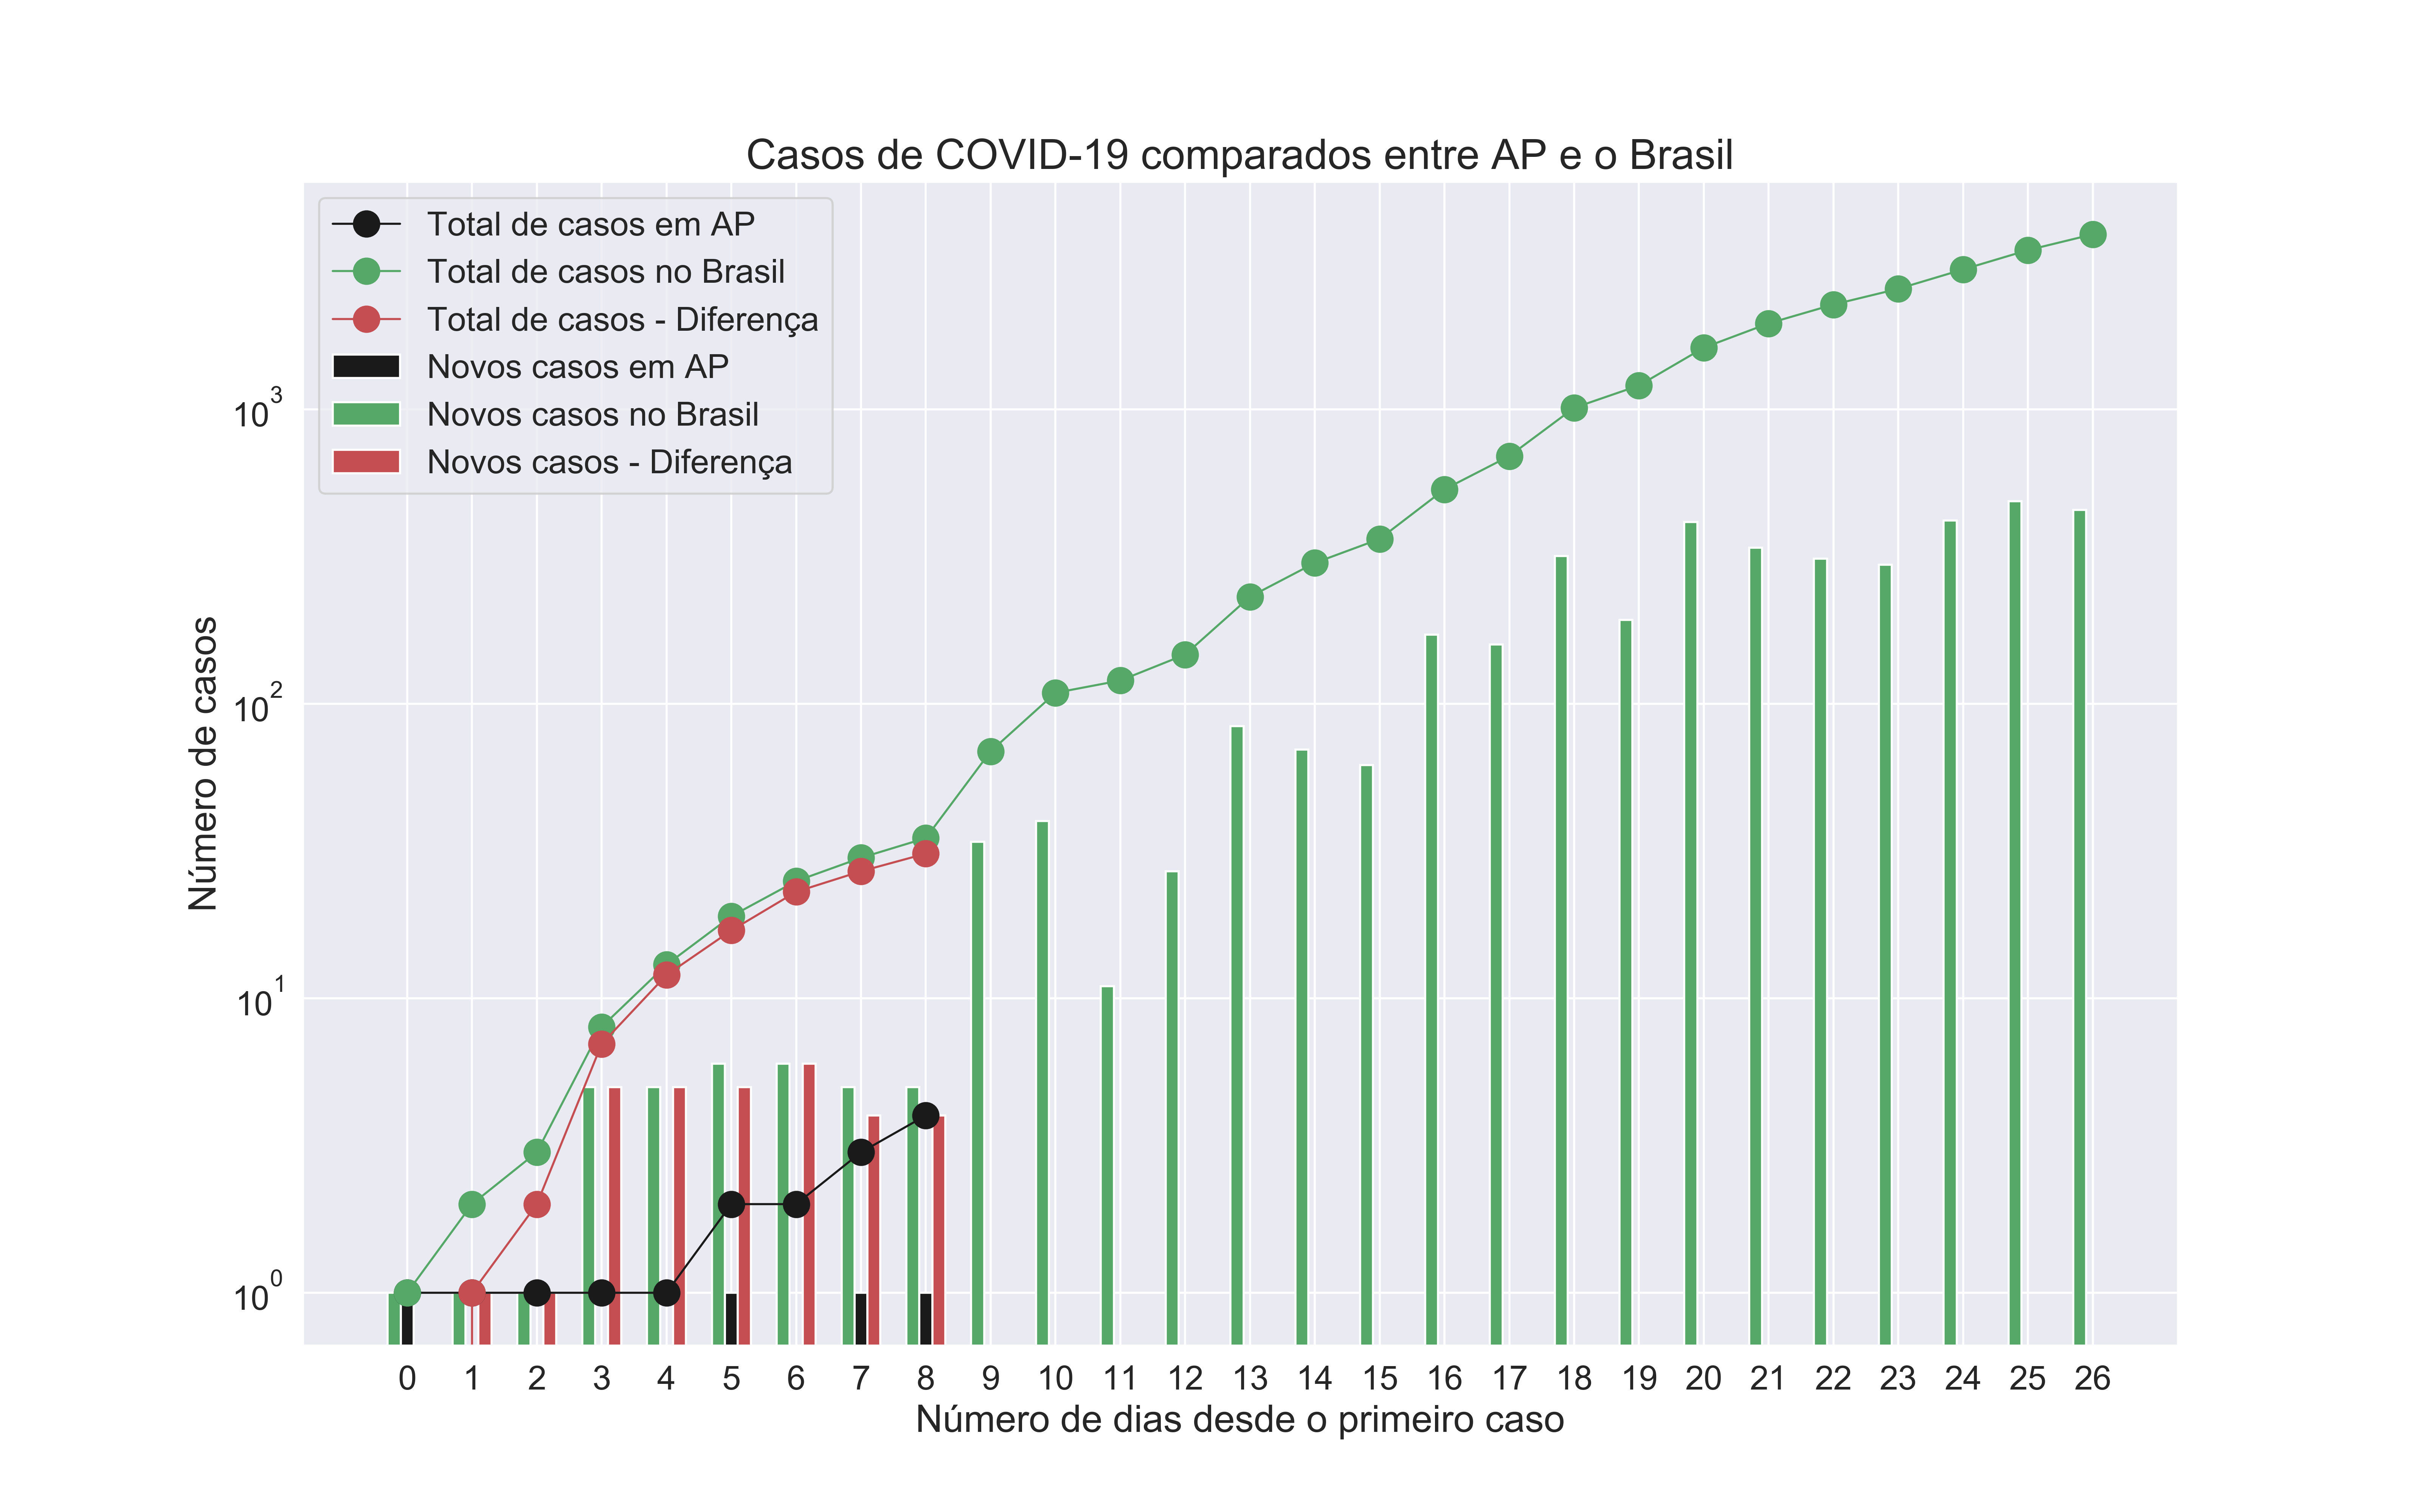 Casos de COVID-19 comparados entre AP e o Brasil
Total de casos em AP
Total de casos no Brasil
Total de casos - Diferença
Novos casos em AP
Novos casos no Brasil
Novos casos - Diferença
Número de casos
10^3
10^2
10^1
10^0
0 1 2 3 4 5 6 7 8 9 10 11 12 13 14 15 16 17 18 19 20 21 22 23 24 25 26
Número de dias desde o primeiro caso